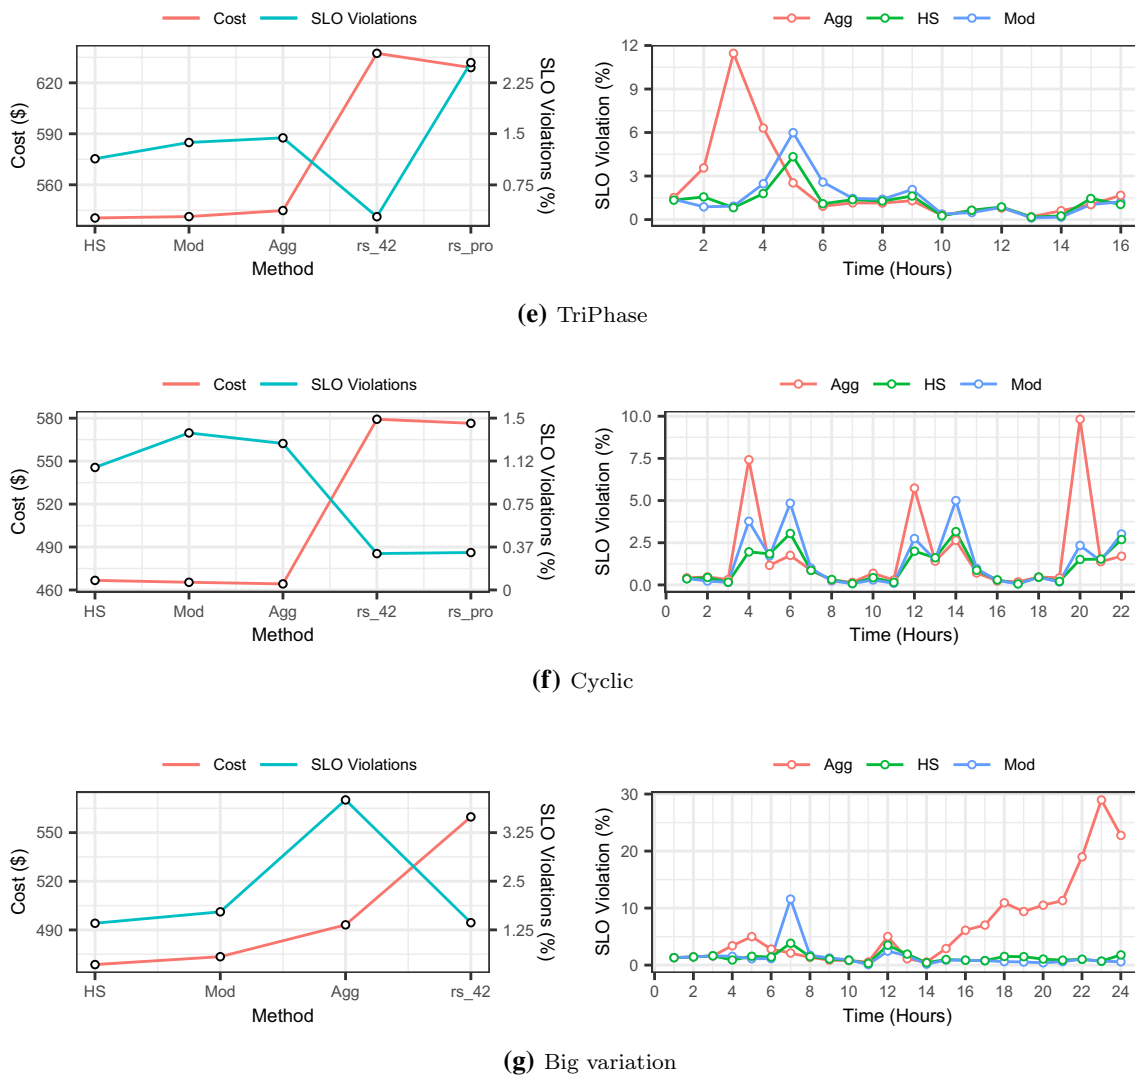 Cost SLO Violations
620
590
560
2.25
1.5
0.75
Cost ($)
SLO Violations (%)
HS Mod Agg rs_42 rs_pro
Method
Agg HS Mod
12
9
6
3
0
SLO Violation (%)
2 4 6 8 10 12 14 16
Time (Hours)
(e) TriPhase
Cost SLO Violations
580
550
520
490
460
1.5
1.12
0.75
0.37
0
Cost ($)
SLO Violations (%)
HS Mod Agg rs_42 rs_pro
Method
Agg HS Mod
10.0
7.5
5.0
2.5
0.0
SLO Violation (%)
0 2 4 6 8 10 12 14 16 18 20 22
Time (Hours)
(f) Cyclic
Cost SLO Violations
550
520
490
3.25
2.5
1.25
Cost ($)
SLO Violations (%)
HS Mod Agg rs_42
Method
Agg HS Mod
30
20
10
0
SLO Violation (%)
0 2 4 6 8 10 12 14 16 18 20 22 24
Time (Hours)
(g) Big variation